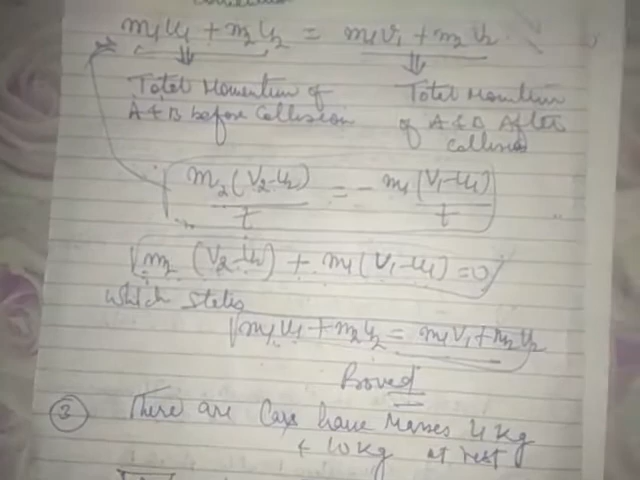 m₁u₁ + m₂u₂ = m₁v₁ + m₂v₂
Total Momentum of
A & B before Collision
Total Momentum
of A & B After
Collision
m₂(v₂-u₂)/t = - m₁(v₁-u₁)/t
m₂ (v₂-u₂) + m₁(v₁-u₁) = 0
which states
m₁u₁ + m₂u₂ = m₁v₁ + m₂v₂
Proved
③ There are Cars have Masses 4 kg
& 10 kg at rest